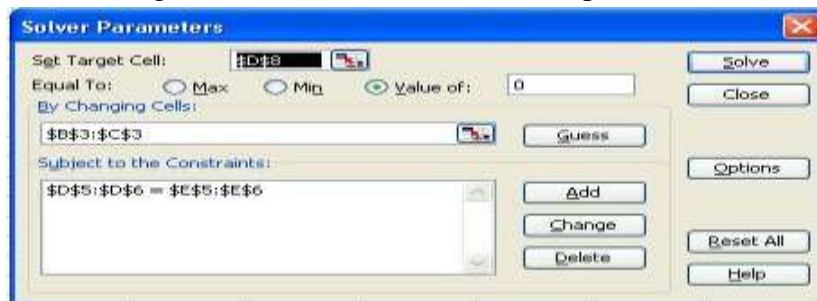 Solver Parameters
Set Target Cell: $D$8
Solve
Equal To: Max Min Value of: 0
Close
By Changing Cells:
$B$3:$C$3
Guess
Subject to the Constraints:
Options
$D$5:$D$6 = $E$5:$E$6
Add
Change
Reset All
Delete
Help